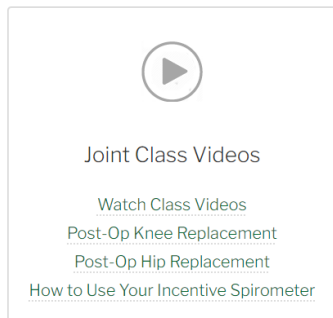 Joint Class Videos
Watch Class Videos
Post-Op Knee Replacement
Post-Op Hip Replacement
How to Use Your Incentive Spirometer